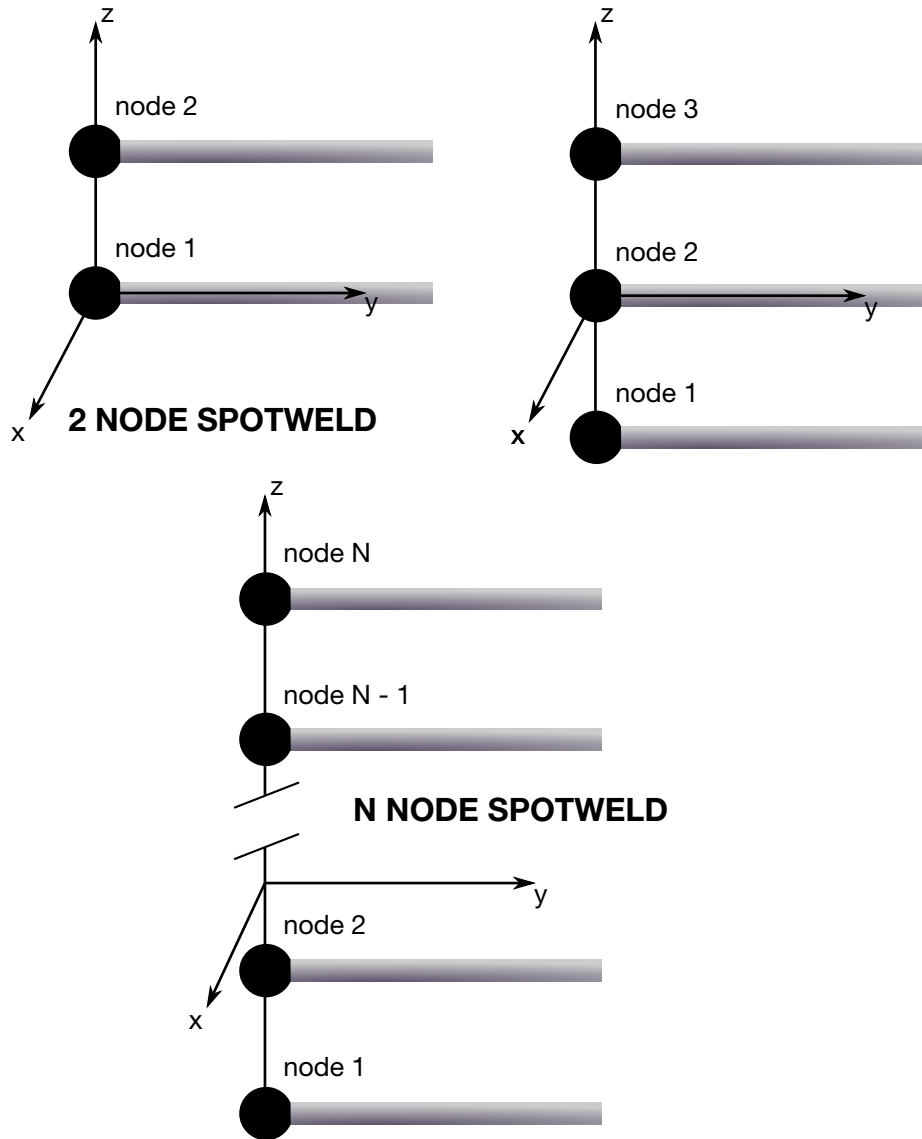 z
node 2
node 1
y
x
2 NODE SPOTWELD
z
node 3
node 2
y
node 1
x
z
node N
node N - 1
N NODE SPOTWELD
y
node 2
x
node 1